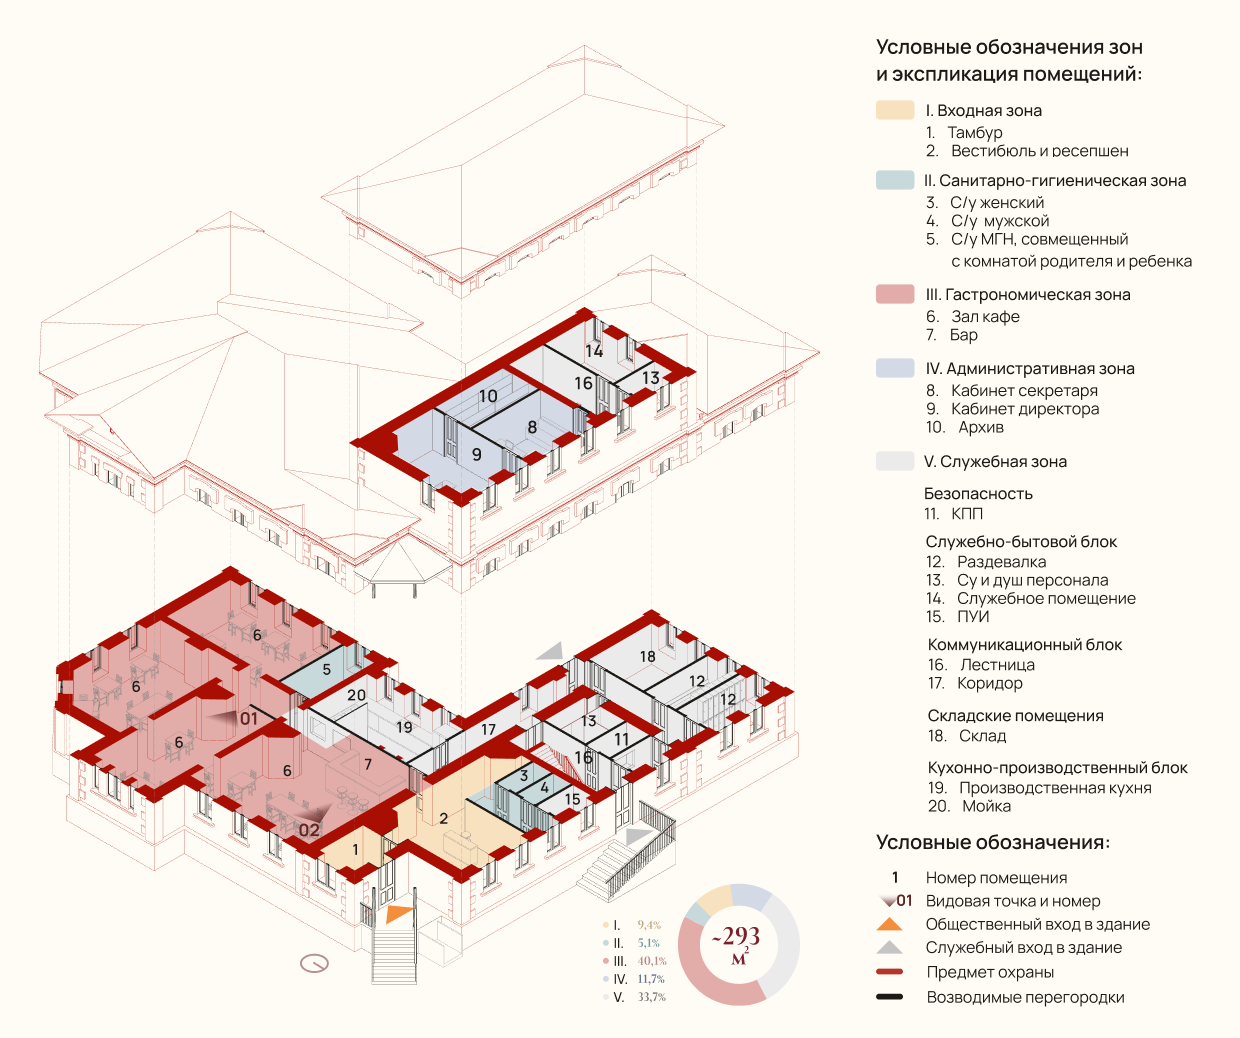 Условные обозначения зон
и экспликация помещений:
I. Входная зона
1. Тамбур
2. Вестибюль и ресепшен
II. Санитарно-гигиеническая зона
3. С/у женский
4. С/у мужской
5. С/у МГН, совмещенный
с комнатой родителя и ребенка
III. Гастрономическая зона
6. Зал кафе
7. Бар
IV. Административная зона
8. Кабинет секретаря
9. Кабинет директора
10. Архив
V. Служебная зона
Безопасность
11. КПП
Служебно-бытовой блок
12. Раздевалка
13. Су и душ персонала
14. Служебное помещение
15. ПУИ
Коммуникационный блок
16. Лестница
17. Коридор
Складские помещения
18. Склад
Кухонно-производственный блок
19. Производственная кухня
20. Мойка
Условные обозначения:
1 Номер помещения
01 Видовая точка и номер
Общественный вход в здание
Служебный вход в здание
Предмет охраны
Возводимые перегородки
14
13
16
10
8
9
6
5
6
20
01
19
17
18
12
12
13
11
16
6
6
7
3
4
15
02
2
1
I. 9,4%
II. 5,1%
III. 40,1%
IV. 11,7%
V. 33,7%
~293
м²